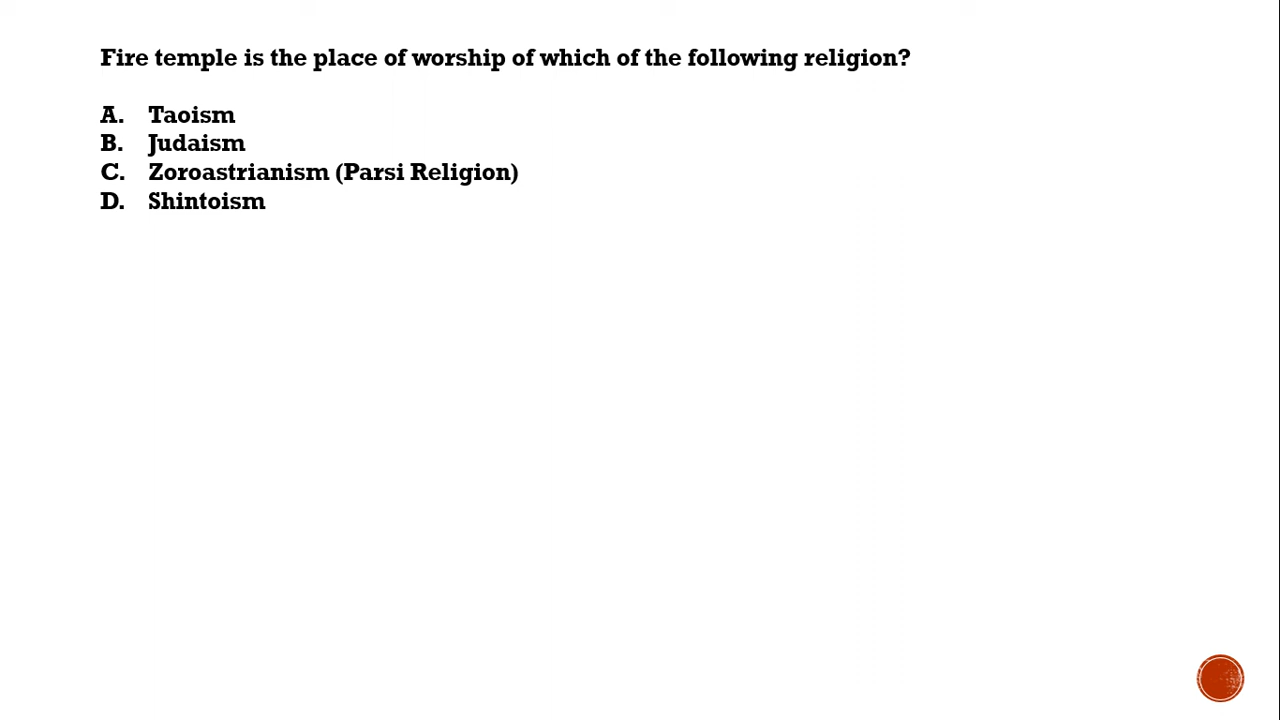 Fire temple is the place of worship of which of the following religion?
A. Taoism
B. Judaism
C. Zoroastrianism (Parsi Religion)
D. Shintoism